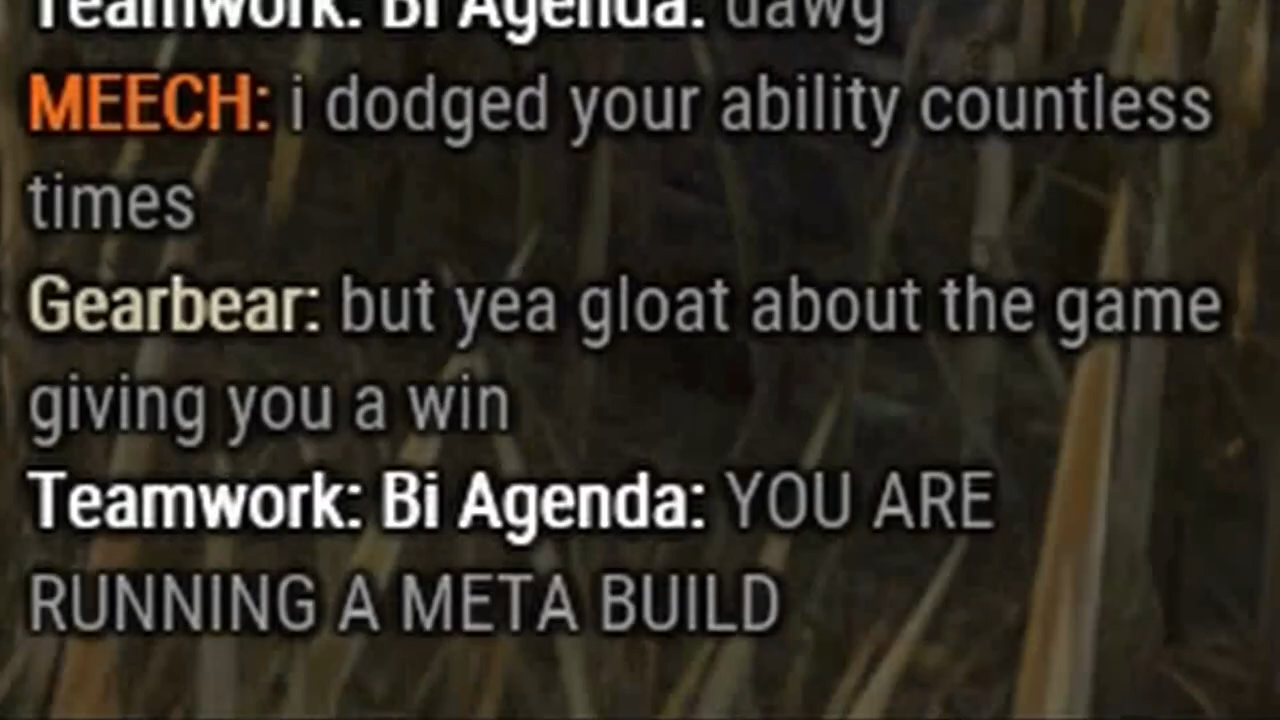 Teamwork: Bi Agenda: dawg
MEECH: i dodged your ability countless
times
Gearbear: but yea gloat about the game
giving you a win
Teamwork: Bi Agenda: YOU ARE
RUNNING A META BUILD